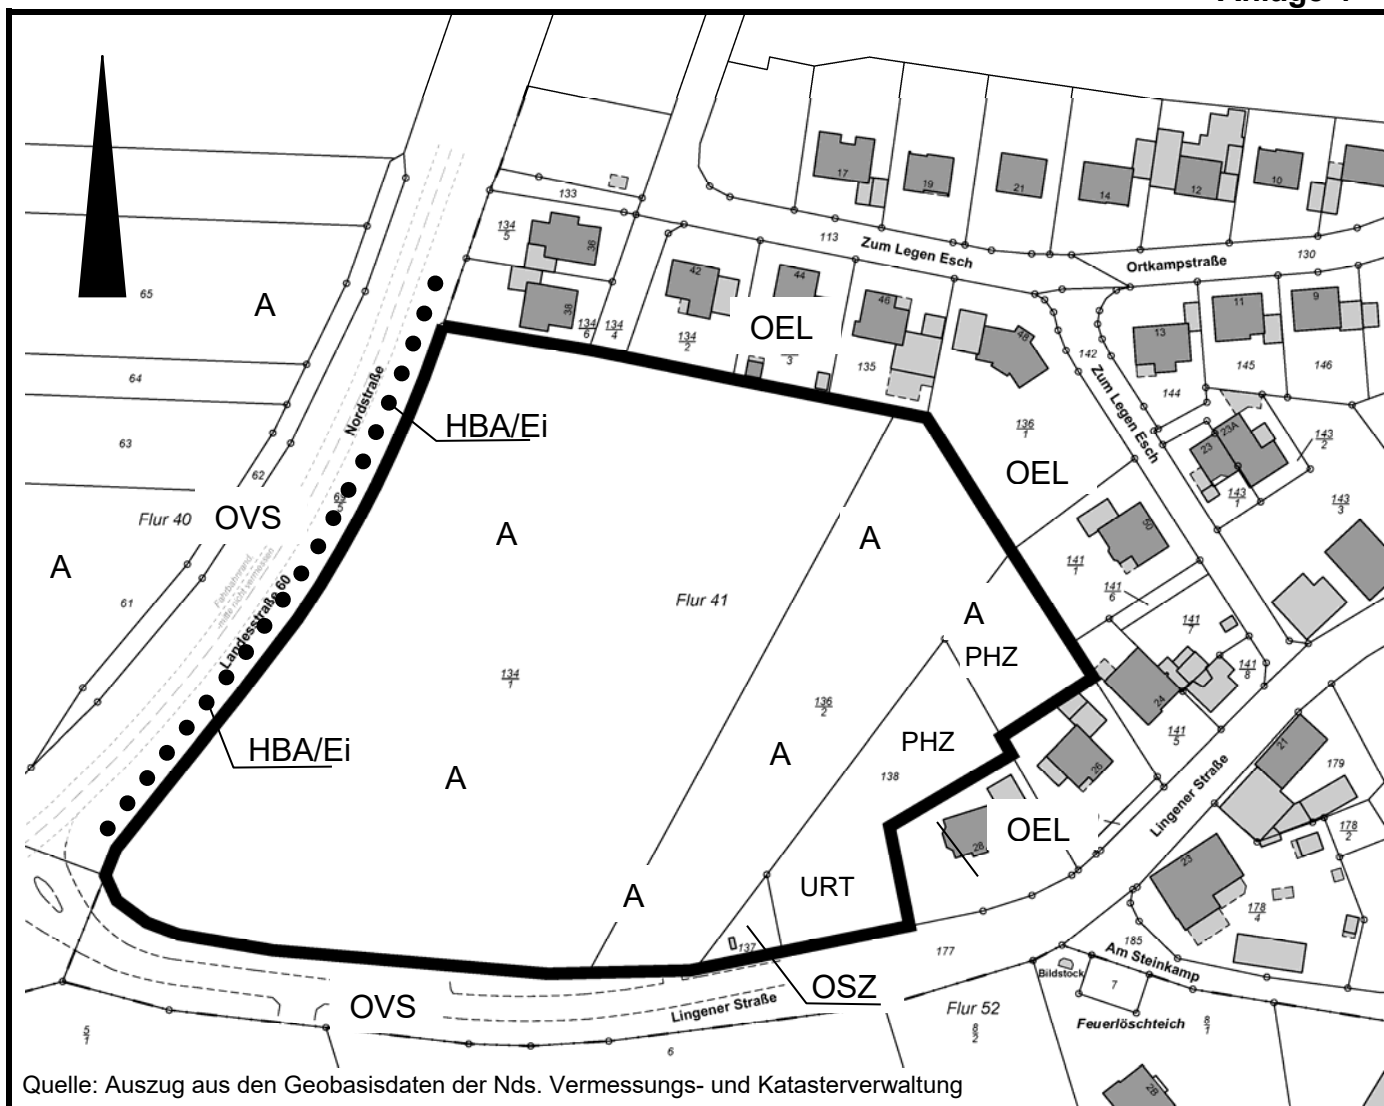 17
19
21
14
12
10
133
134
5
36
38
134
6
134
4
42
134
2
44
3
46
135
48
113
Zum Legen Esch
Ortkampstraße
130
OEL
65
A
64
63
62
Nordstraße
HBA/Ei
13
11
9
142
144
145
146
Zum Legen Esch
136
1
OEL
23
23A
143
2
143
1
143
3
Flur 40
OVS
A
61
Fahrbahnrand,
-mitte nicht vermessen
Landesstraße 60
A
A
Flur 41
50
141
1
141
6
A
PHZ
141
7
141
8
134
1
136
2
24
141
5
HBA/Ei
A
A
PHZ
138
26
21
179
Lingener Straße
28
OEL
178
2
23
A
URT
178
4
137
177
185
Am Steinkamp
Bildstock
7
OVS
OSZ
Lingener Straße
Flur 52
8
2
Feuerlöschteich
8
1
5
1
6
2B
Quelle: Auszug aus den Geobasisdaten der Nds. Vermessungs- und Katasterverwaltung